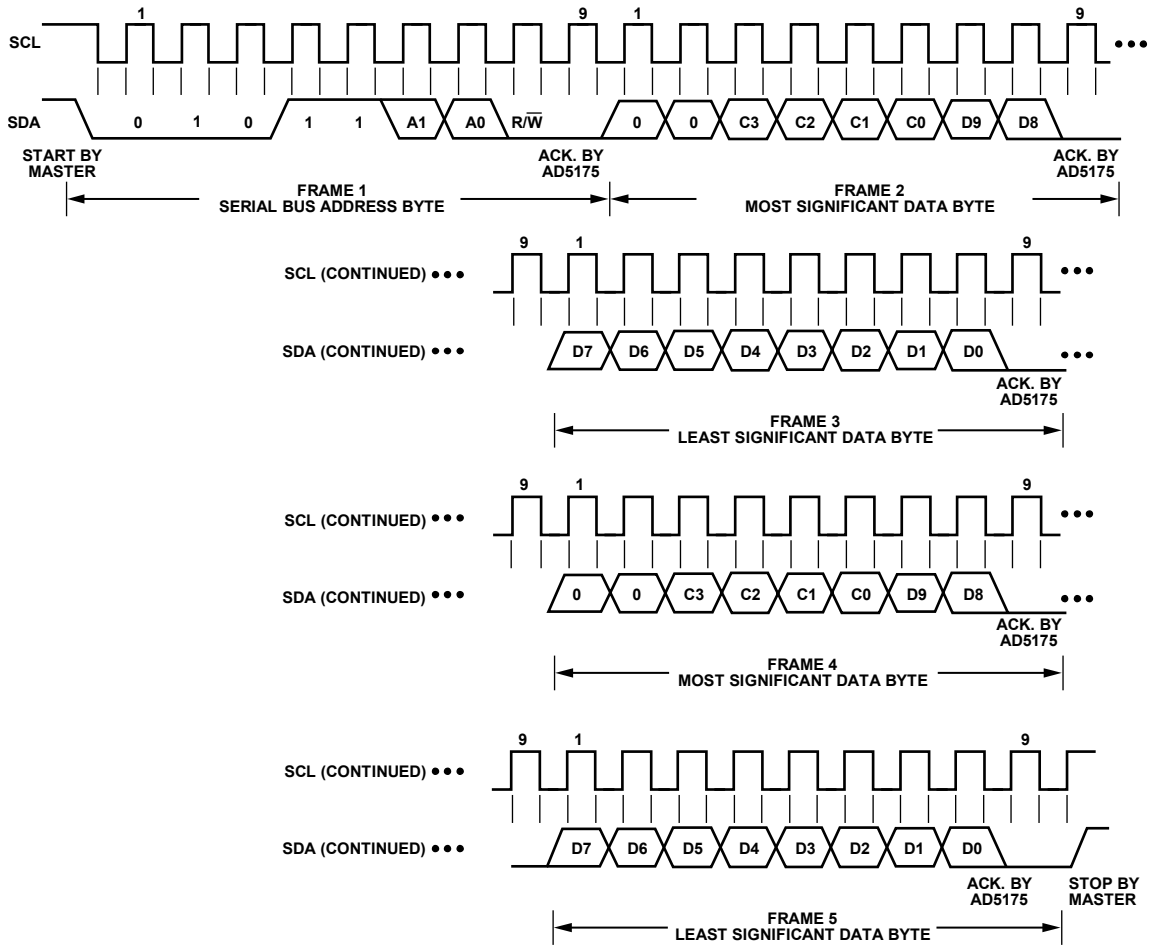 1 9 1 9
SCL
SDA 0 1 0 1 1 A1 A0 R/W̅ 0 0 C3 C2 C1 C0 D9 D8
START BY
MASTER
ACK. BY
AD5175
ACK. BY
AD5175
FRAME 1
SERIAL BUS ADDRESS BYTE
FRAME 2
MOST SIGNIFICANT DATA BYTE
9 1 9
SCL (CONTINUED)
SDA (CONTINUED) D7 D6 D5 D4 D3 D2 D1 D0
ACK. BY
AD5175
FRAME 3
LEAST SIGNIFICANT DATA BYTE
9 1 9
SCL (CONTINUED)
SDA (CONTINUED) 0 0 C3 C2 C1 C0 D9 D8
ACK. BY
AD5175
FRAME 4
MOST SIGNIFICANT DATA BYTE
9 1 9
SCL (CONTINUED)
SDA (CONTINUED) D7 D6 D5 D4 D3 D2 D1 D0
ACK. BY
AD5175
STOP BY
MASTER
FRAME 5
LEAST SIGNIFICANT DATA BYTE